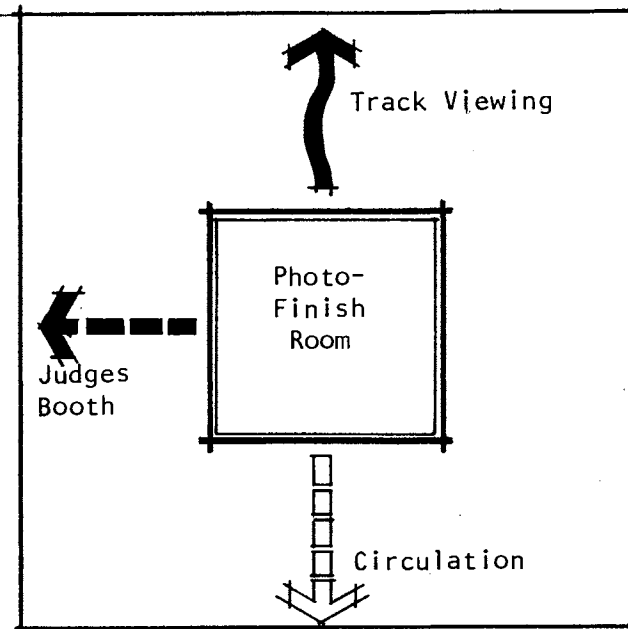 Track Viewing
Photo-
Finish
Room
Judges
Booth
Circulation